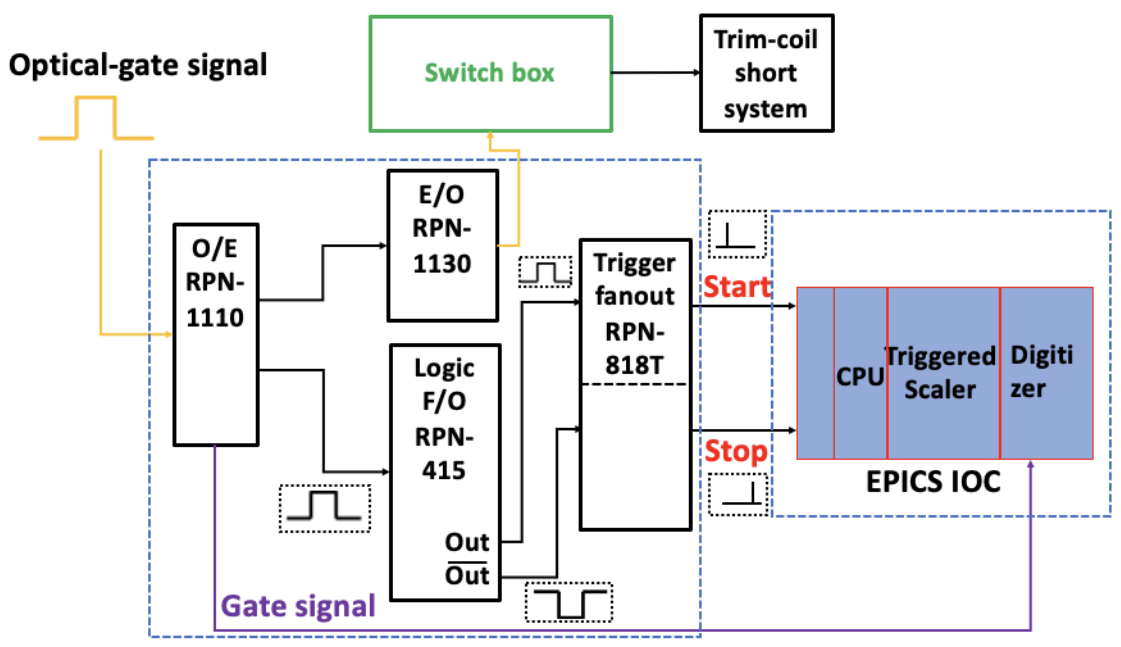 Optical-gate signal
Switch box
Trim-coil
short
system
O/E
RPN-
1110
E/O
RPN-
1130
Logic
F/O
RPN-
415
Out
Out
Trigger
fanout
RPN-
818T
Start
Stop
CPU
Triggered
Scaler
Digiti
zer
EPICS IOC
Gate signal